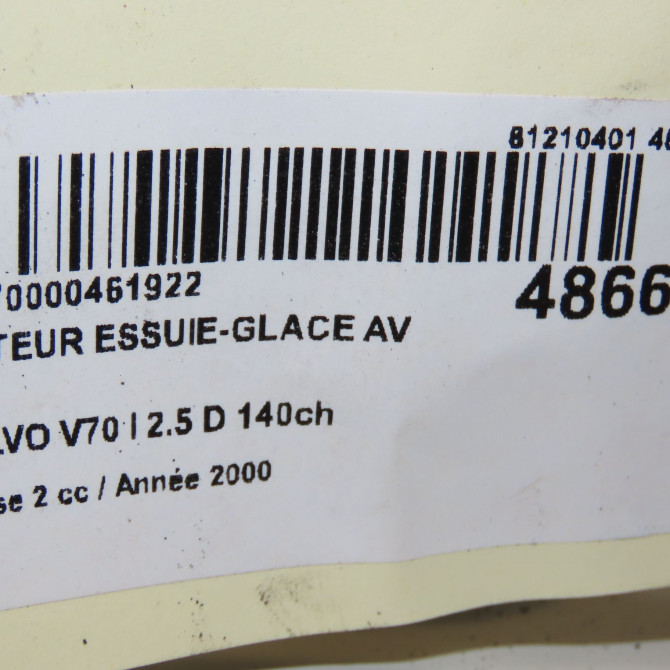 81210401 48
70000461922
4866
TEUR ESSUIE-GLACE AV
LVO V70 I 2.5 D 140ch
se 2 cc / Année 2000